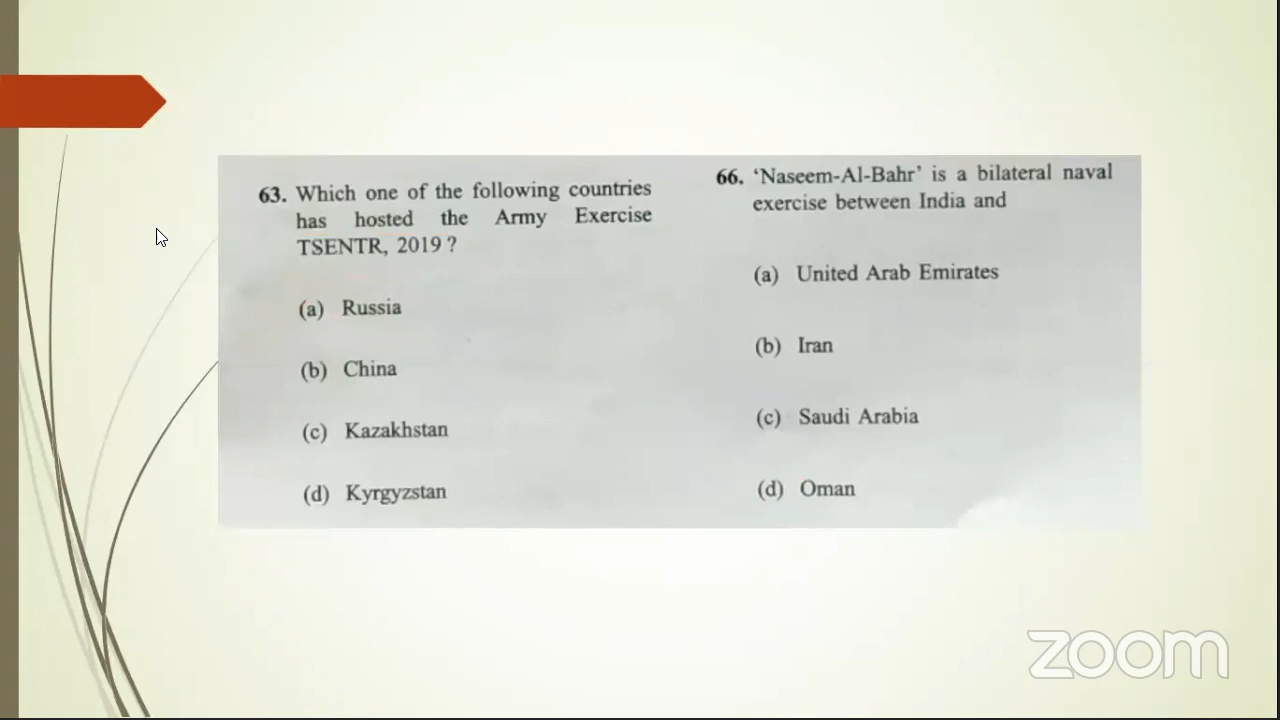 63. Which one of the following countries
has hosted the Army Exercise
TSENTR, 2019 ?
(a) Russia
(b) China
(c) Kazakhstan
(d) Kyrgyzstan
66. ‘Naseem-Al-Bahr’ is a bilateral naval
exercise between India and
(a) United Arab Emirates
(b) Iran
(c) Saudi Arabia
(d) Oman
zoom